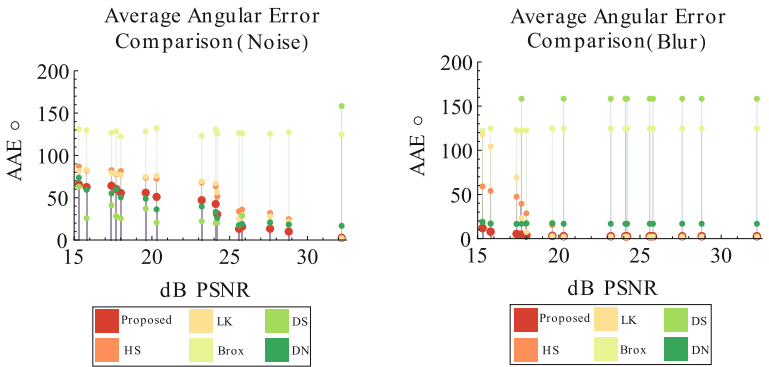 Average Angular Error
Comparison (Noise)
200
150
100
50
0
15
20
25
30
AAE °
dB PSNR
Proposed
LK
DS
HS
Brox
DN
Average Angular Error
Comparison(Blur)
200
150
100
50
0
15
20
25
30
AAE °
dB PSNR
Proposed
LK
DS
HS
Brox
DN